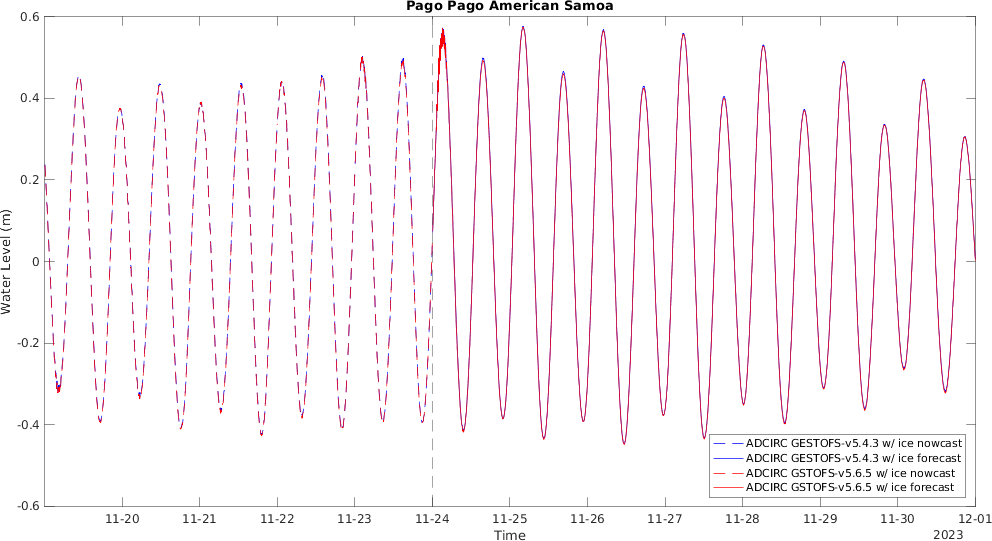 Pago Pago American Samoa
0.6
0.4
0.2
0
-0.2
-0.4
-0.6
Water Level (m)
ADCIRC GESTOFS-v5.4.3 w/ ice nowcast
ADCIRC GESTOFS-v5.4.3 w/ ice forecast
ADCIRC GSTOFS-v5.6.5 w/ ice nowcast
ADCIRC GSTOFS-v5.6.5 w/ ice forecast
11-20 11-21 11-22 11-23 11-24 11-25 11-26 11-27 11-28 11-29 11-30 12-01
Time
2023